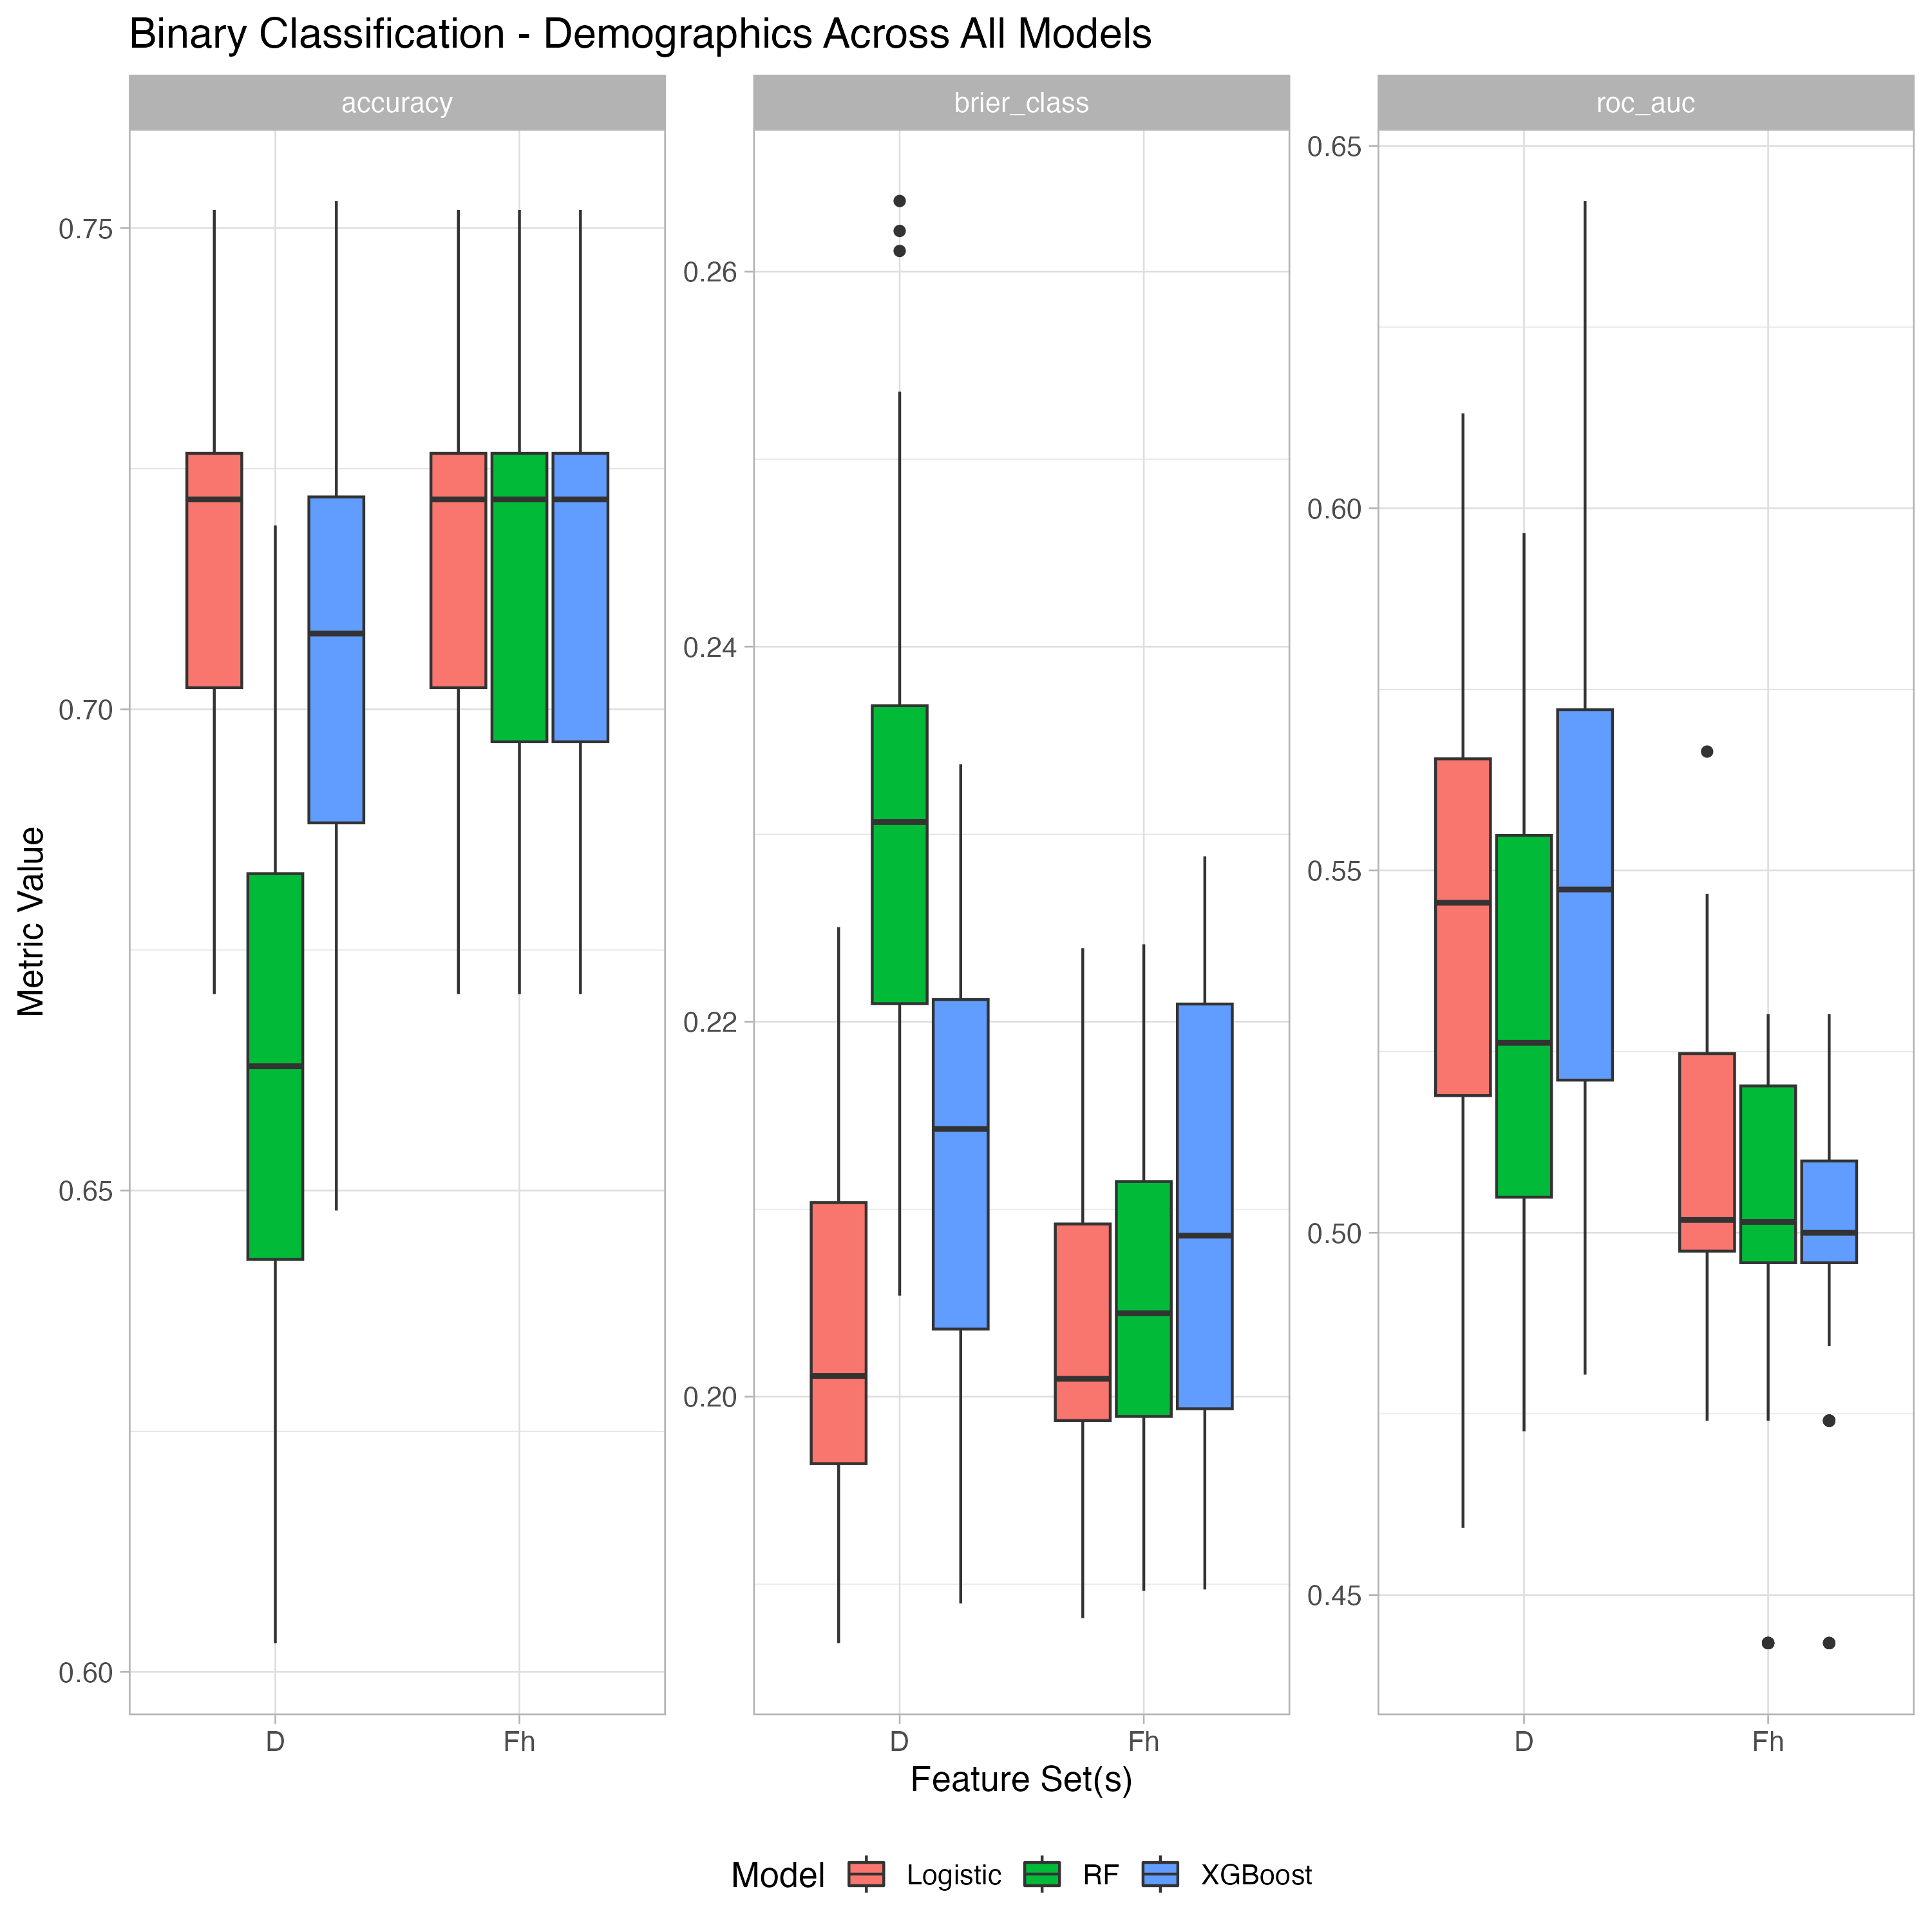 Binary Classification - Demographics Across All Models
accuracy
brier_class
roc_auc
Metric Value
0.75
0.70
0.65
0.60
0.26
0.24
0.22
0.20
0.65
0.60
0.55
0.50
0.45
D
Fh
D
Fh
D
Fh
Feature Set(s)
Model Logistic RF XGBoost